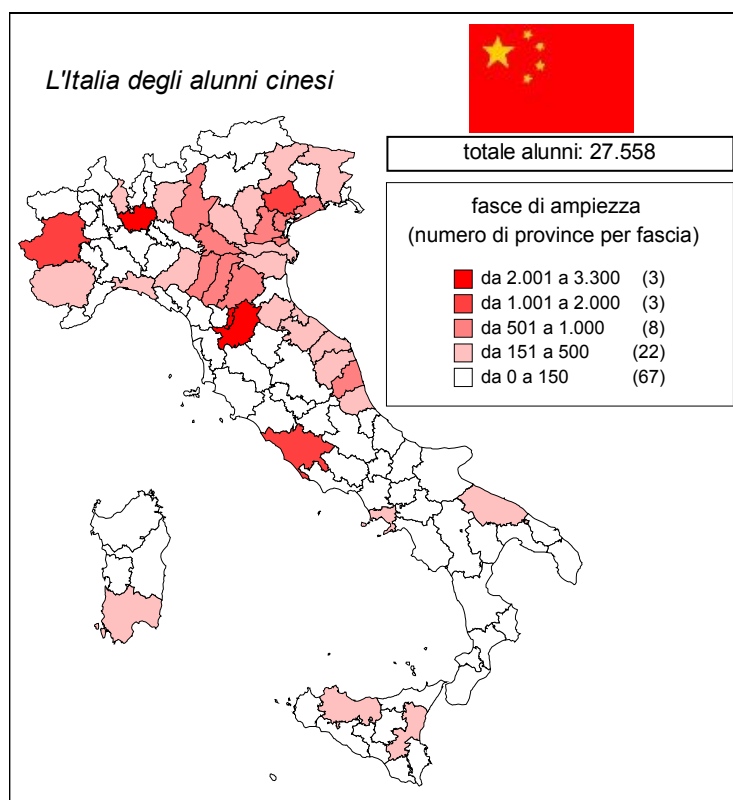 L'Italia degli alunni cinesi
totale alunni: 27.558
fasce di ampiezza
(numero di province per fascia)
da 2.001 a 3.300 (3)
da 1.001 a 2.000 (3)
da 501 a 1.000 (8)
da 151 a 500 (22)
da 0 a 150 (67)